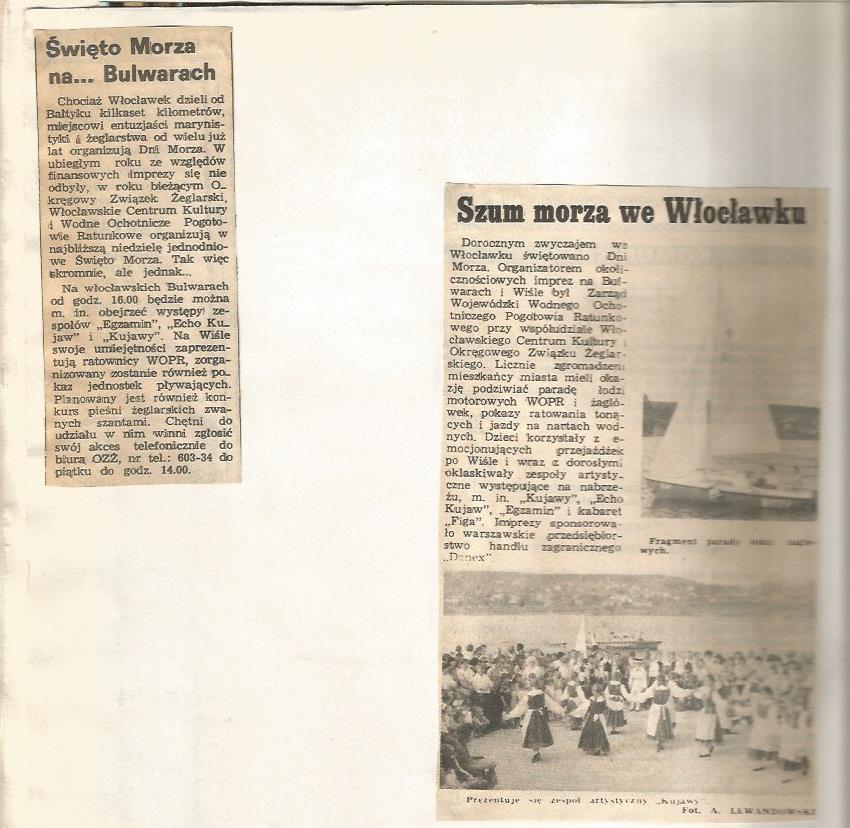 Święto Morza
na... Bulwarach
Chociaż Włocławek dzieli od
Bałtyku kilkaset kilometrów,
miejscowi entuzjaści marynis-
tyki i żeglarstwa od wielu już
lat organizują Dni Morza. W
ubiegłym roku ze względów
finansowych imprezy się nie
odbyły, w roku bieżącym O-
kręgowy Związek Żeglarski,
Włocławskie Centrum Kultury
i Wodne Ochotnicze Pogoto-
wie Ratunkowe organizują w
najbliższą niedzielę jednodnio-
we Święto Morza. Tak więc
skromnie, ale jednak...
Na włocławskich Bulwarach
od godz. 16.00 będzie można
m. in. obejrzeć występy ze-
społów „Egzamin”, „Echo Ku-
jaw” i „Kujawy”. Na Wiśle
swoje umiejętności zaprezen-
tują ratownicy WOPR, zorga-
nizowany zostanie również po-
kaz jednostek pływających.
Planowany jest również kon-
kurs pieśni żeglarskich zwa-
nych szantami. Chętni do
udziału w nim winni zgłosić
swój akces telefonicznie do
biura OZŻ, nr tel.: 603-34 do
piątku do godz. 14.00.
Szum morza we Włocławku
Dorocznym zwyczajem we
Włocławku świętowano Dni
Morza. Organizatorem okoli-
cznościowych imprez na Bul-
warach i Wiśle był Zarząd
Wojewódzki Wodnego Ocho-
tniczego Pogotowia Ratunko-
wego przy współudziale Wło-
cławskiego Centrum Kultury i
Okręgowego Związku Żeglar-
skiego. Licznie zgromadzeni
mieszkańcy miasta mieli oka-
zję podziwiać paradę łodzi
motorowych WOPR i żagló-
wek, pokazy ratowania toną-
cych i jazdy na nartach wod-
nych. Dzieci korzystały z e-
mocjonujących przejażdżek
po Wiśle i wraz z dorosłymi
oklaskiwały zespoły artysty-
czne występujące na nabrze-
żu, m. in. „Kujawy”, „Echo
Kujaw”, „Egzamin” i kabaret
„Figa”. Imprezy sponsorowa-
ło warszawskie przedsiębior-
stwo handlu zagranicznego
„Danex”
Fragment parady łodzi żaglo-
wych.
Prezentuje się zespół artystyczny „Kujawy”.
Fot. A. LEWANDOWSKI